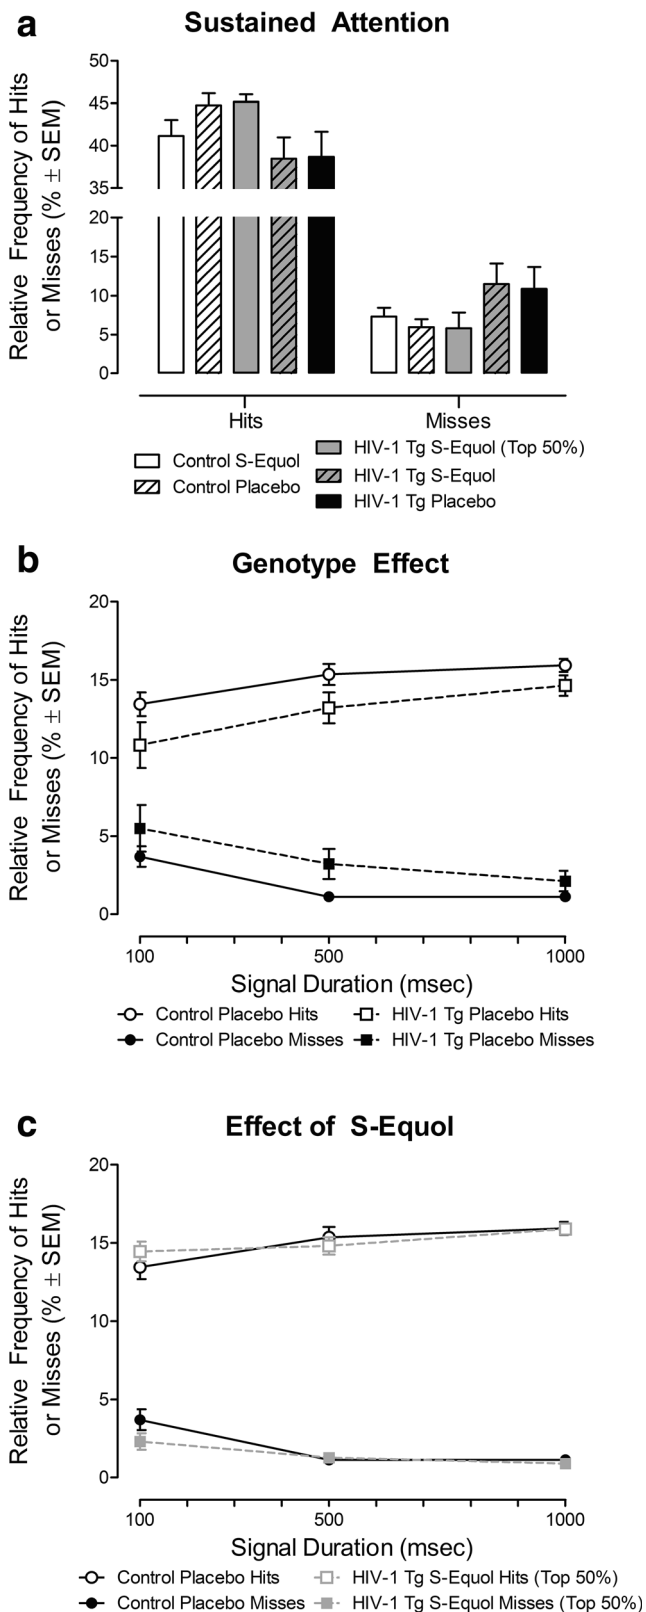 a
Sustained Attention
Relative Frequency of Hits
or Misses (% ± SEM)
50
45
40
35
20
15
10
5
0
Hits
Misses
Control S-Equol
Control Placebo
HIV-1 Tg S-Equol (Top 50%)
HIV-1 Tg S-Equol
HIV-1 Tg Placebo
b
Genotype Effect
Relative Frequency of Hits
or Misses (% ± SEM)
20
15
10
5
0
100
500
1000
Signal Duration (msec)
Control Placebo Hits
HIV-1 Tg Placebo Hits
Control Placebo Misses
HIV-1 Tg Placebo Misses
c
Effect of S-Equol
Relative Frequency of Hits
or Misses (% ± SEM)
20
15
10
5
0
100
500
1000
Signal Duration (msec)
Control Placebo Hits
HIV-1 Tg S-Equol Hits (Top 50%)
Control Placebo Misses
HIV-1 Tg S-Equol Misses (Top 50%)